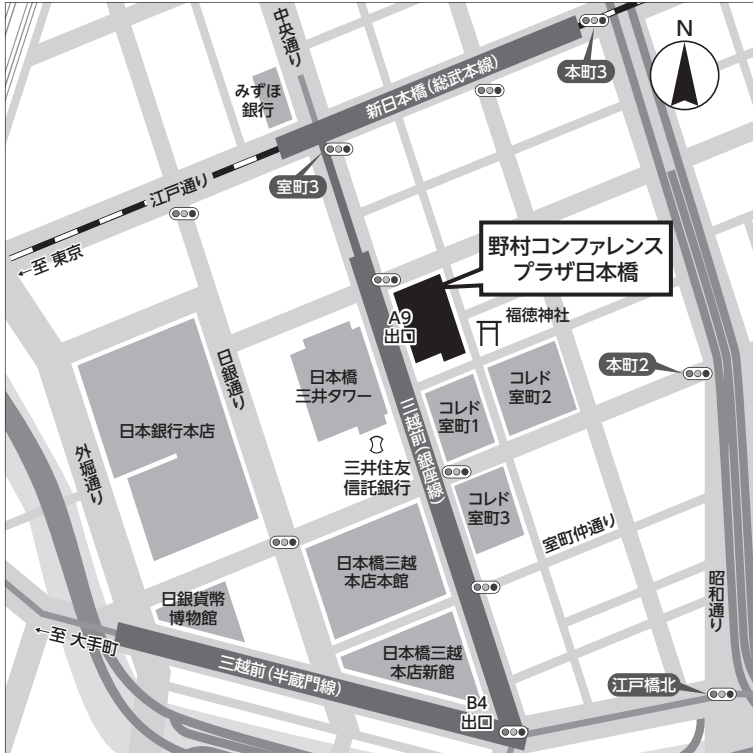 中央通り
本町3
N
みずほ
銀行
新日本橋(総武本線)
室町3
江戸通り
←至 東京
野村コンファレンス
プラザ日本橋
A9
出口
福徳神社
日銀通り
日本橋
三井タワー
コレド
室町1
コレド
室町2
本町2
日本銀行本店
外堀通り
三越前(銀座線)
三井住友
信託銀行
コレド
室町3
室町仲通り
日本橋三越
本店本館
昭和通り
日銀貨幣
博物館
←至 大手町
三越前(半蔵門線)
日本橋三越
本店新館
江戸橋北
B4
出口